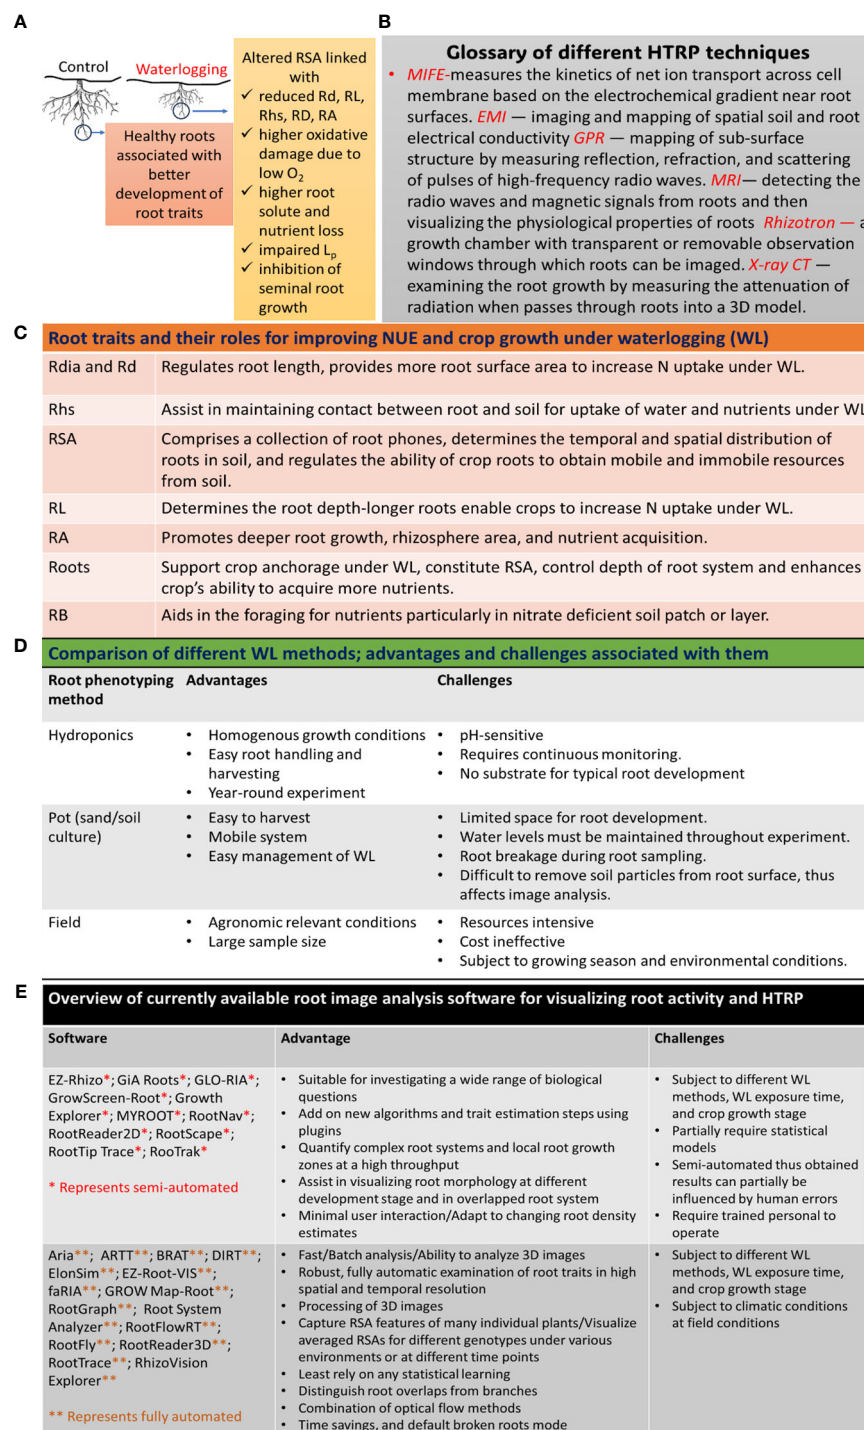 A
Control
Waterlogging
Healthy roots
associated with
better
development of
root traits
Altered RSA linked
with
✓ reduced Rd, RL,
Rhs, RD, RA
✓ higher oxidative
damage due to
low O₂
✓ higher root
solute and
nutrient loss
✓ impaired Lₚ
✓ inhibition of
seminal root
growth
B
Glossary of different HTRP techniques
• MIFE-measures the kinetics of net ion transport across cell
membrane based on the electrochemical gradient near root
surfaces. EMI — imaging and mapping of spatial soil and root
electrical conductivity GPR — mapping of sub-surface
structure by measuring reflection, refraction, and scattering
of pulses of high-frequency radio waves. MRI— detecting the
radio waves and magnetic signals from roots and then
visualizing the physiological properties of roots Rhizotron — a
growth chamber with transparent or removable observation
windows through which roots can be imaged. X-ray CT —
examining the root growth by measuring the attenuation of
radiation when passes through roots into a 3D model.
C
Root traits and their roles for improving NUE and crop growth under waterlogging (WL)
Rdia and Rd Regulates root length, provides more root surface area to increase N uptake under WL.
Rhs Assist in maintaining contact between root and soil for uptake of water and nutrients under WL
RSA Comprises a collection of root phones, determines the temporal and spatial distribution of
roots in soil, and regulates the ability of crop roots to obtain mobile and immobile resources
from soil.
RL Determines the root depth-longer roots enable crops to increase N uptake under WL.
RA Promotes deeper root growth, rhizosphere area, and nutrient acquisition.
Roots Support crop anchorage under WL, constitute RSA, control depth of root system and enhances
crop's ability to acquire more nutrients.
RB Aids in the foraging for nutrients particularly in nitrate deficient soil patch or layer.
D
Comparison of different WL methods; advantages and challenges associated with them
Root phenotyping
method
Advantages
Challenges
Hydroponics
• Homogenous growth conditions
• Easy root handling and
harvesting
• Year-round experiment
• pH-sensitive
• Requires continuous monitoring.
• No substrate for typical root development
Pot (sand/soil
culture)
• Easy to harvest
• Mobile system
• Easy management of WL
• Limited space for root development.
• Water levels must be maintained throughout experiment.
• Root breakage during root sampling.
• Difficult to remove soil particles from root surface, thus
affects image analysis.
Field
• Agronomic relevant conditions
• Large sample size
• Resources intensive
• Cost ineffective
• Subject to growing season and environmental conditions.
E
Overview of currently available root image analysis software for visualizing root activity and HTRP
Software
Advantage
Challenges
EZ-Rhizo*; GiA Roots*; GLO-RIA*;
GrowScreen-Root*; Growth
Explorer*; MYROOT*; RootNav*;
RootReader2D*; RootScape*;
RootTip Trace*; RooTrak*
* Represents semi-automated
• Suitable for investigating a wide range of biological
questions
• Add on new algorithms and trait estimation steps using
plugins
• Quantify complex root systems and local root growth
zones at a high throughput
• Assist in visualizing root morphology at different
development stage and in overlapped root system
• Minimal user interaction/Adapt to changing root density
estimates
• Subject to different WL
methods, WL exposure time,
and crop growth stage
• Partially require statistical
models
• Semi-automated thus obtained
results can partially be
influenced by human errors
• Require trained personal to
operate
Aria**; ARTT**; BRAT**; DIRT**;
ElonSim**; EZ-Root-VIS**;
faRIA**; GROW Map-Root**;
RootGraph**; Root System
Analyzer**; RootFlowRT**;
RootFly**; RootReader3D**;
RootTrace**; RhizoVision
Explorer**
** Represents fully automated
• Fast/Batch analysis/Ability to analyze 3D images
• Robust, fully automatic examination of root traits in high
spatial and temporal resolution
• Processing of 3D images
• Capture RSA features of many individual plants/Visualize
averaged RSAs for different genotypes under various
environments or at different time points
• Least rely on any statistical learning
• Distinguish root overlaps from branches
• Combination of optical flow methods
• Time savings, and default broken roots mode
• Subject to different WL
methods, WL exposure time,
and crop growth stage
• Subject to climatic conditions
at field conditions